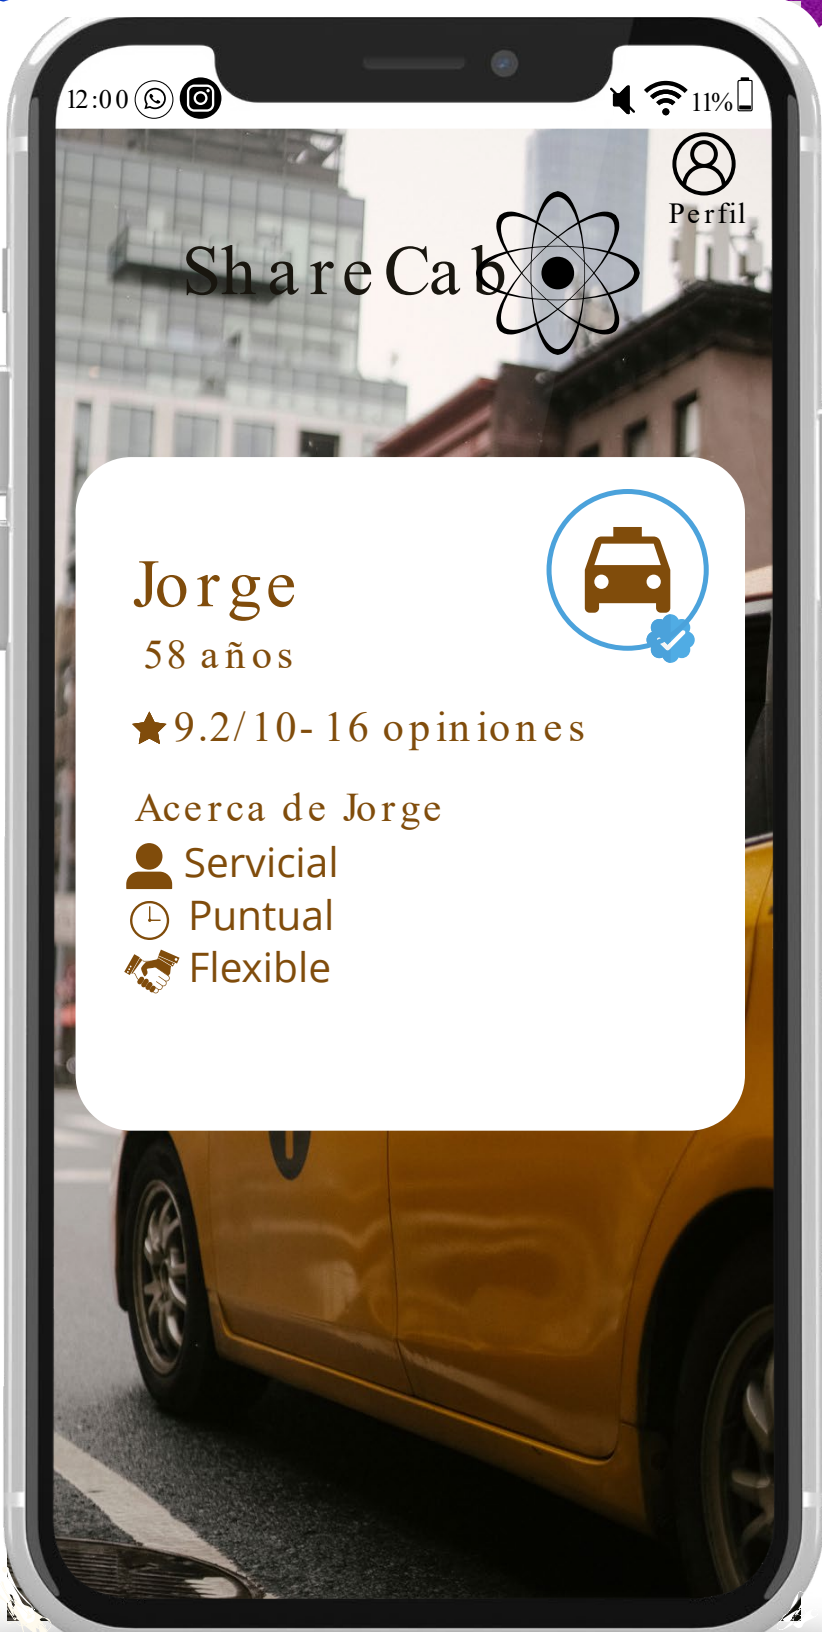 12:00
11%
Perfil
ShareCab
Jorge
58 años
9.2/10- 16 opiniones
Acerca de Jorge
Servicial
Puntual
Flexible